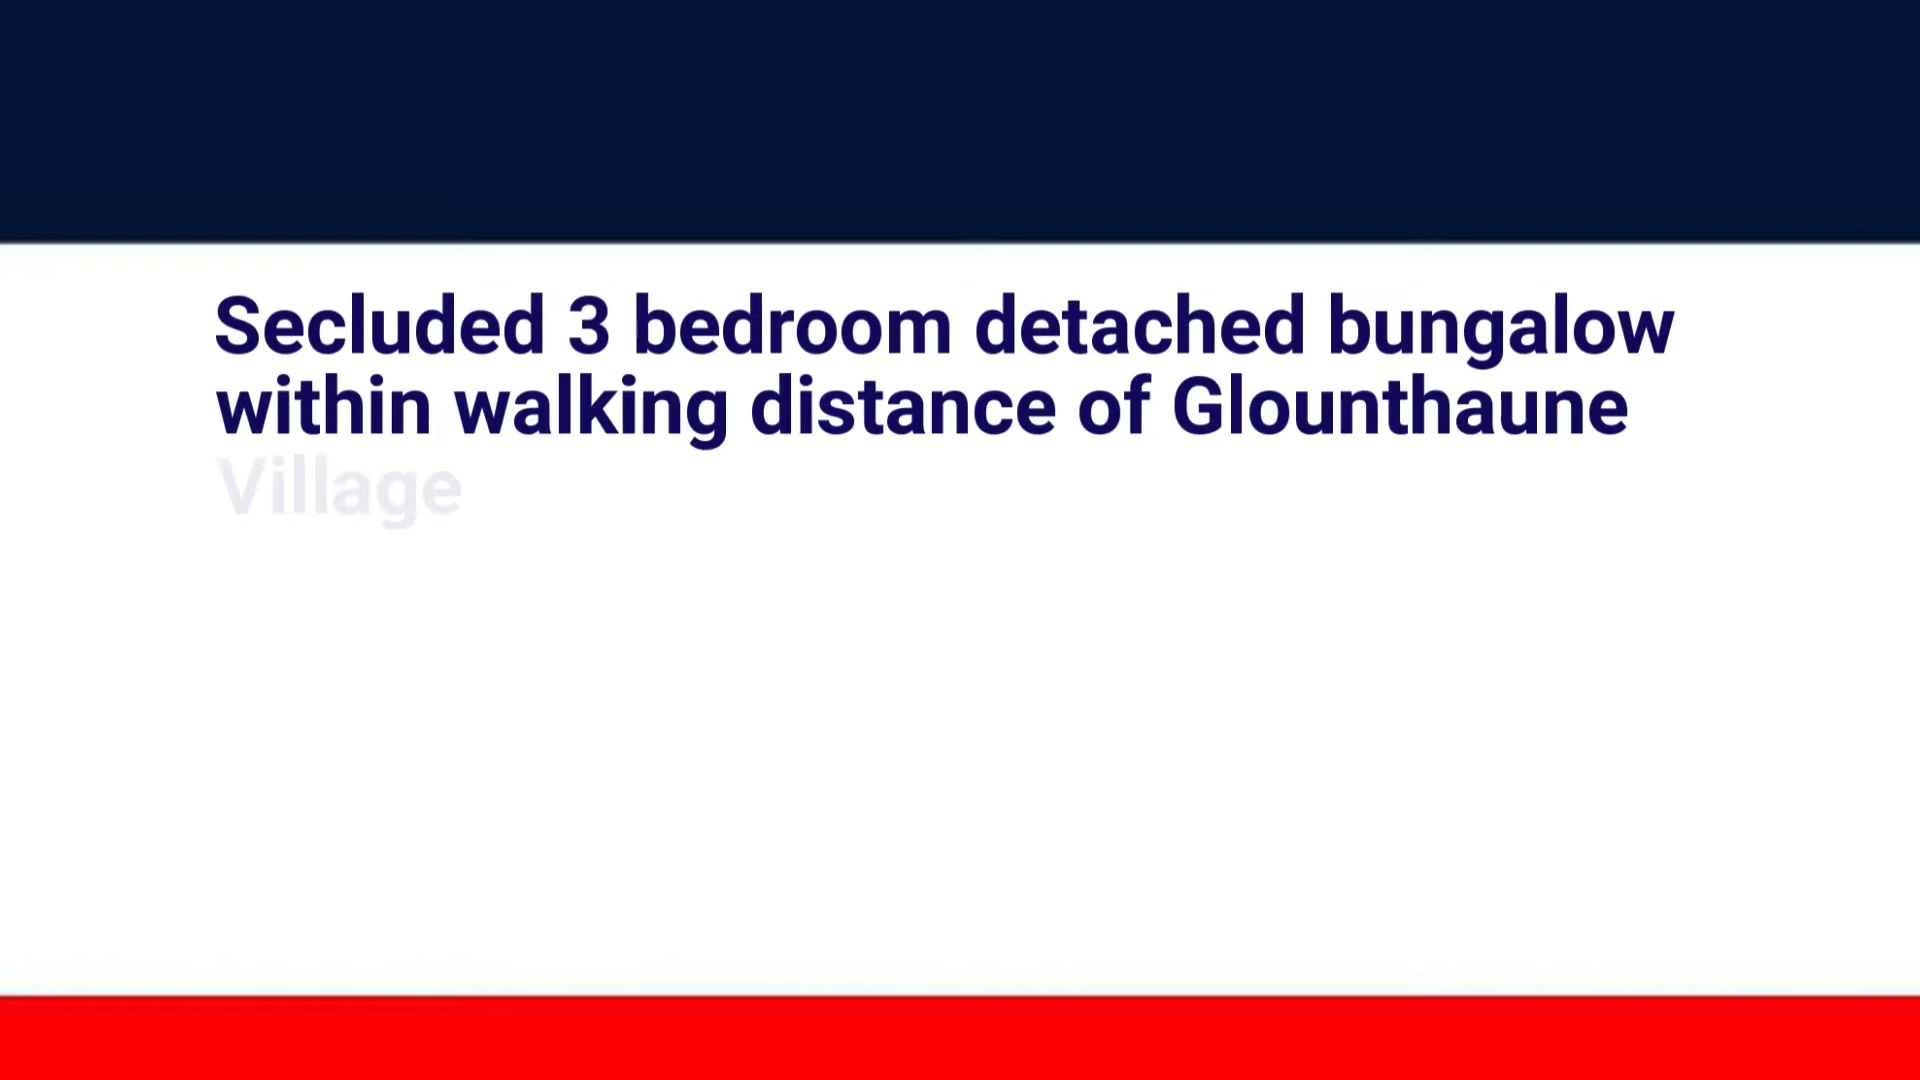 Secluded 3 bedroom detached bungalow
within walking distance of Glounthaune
Village